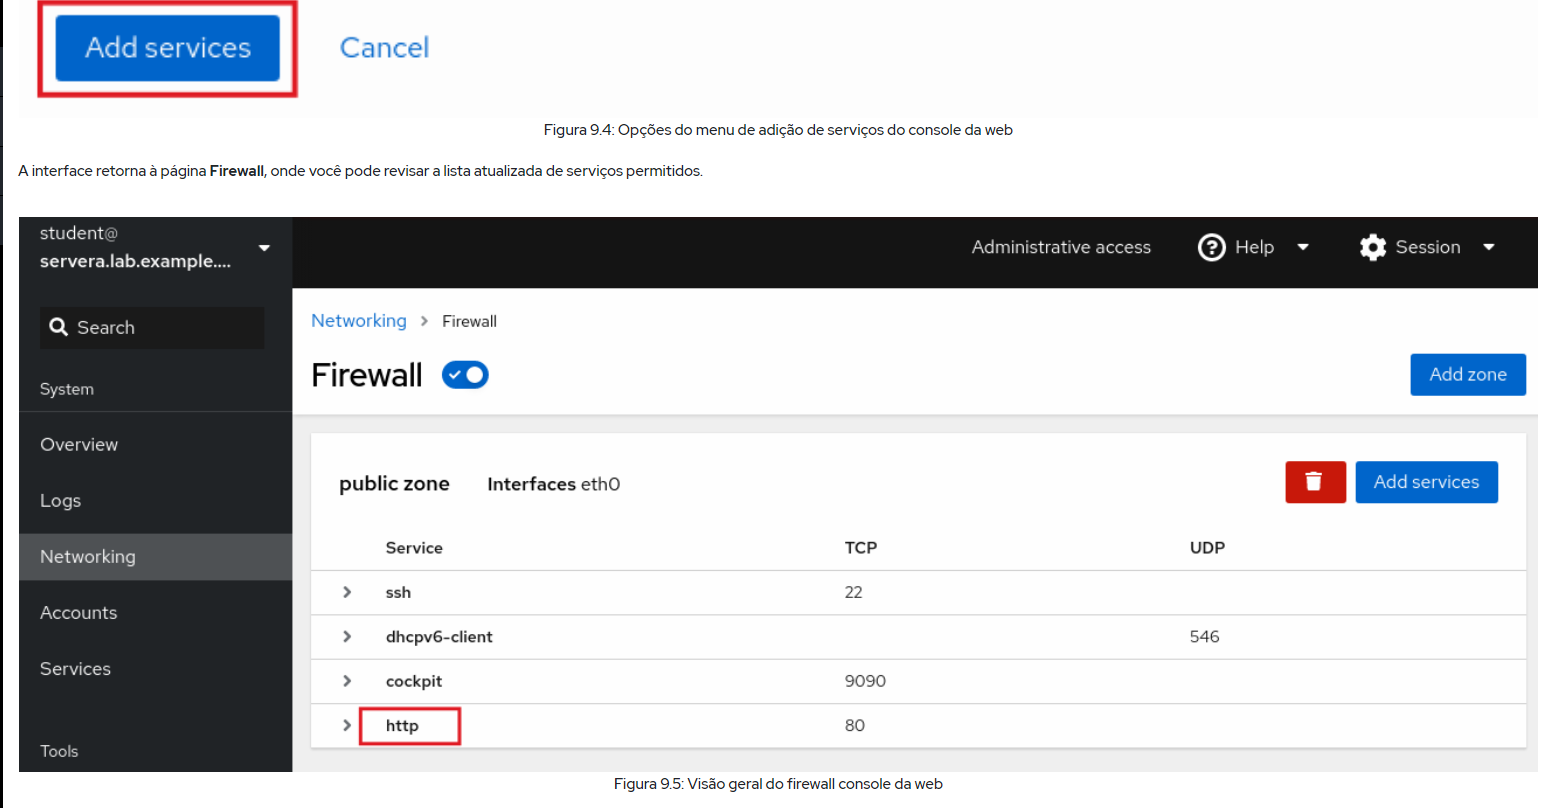 Add services Cancel
Figura 9.4: Opções do menu de adição de serviços do console da web
A interface retorna à página Firewall, onde você pode revisar a lista atualizada de serviços permitidos.
student@
servera.lab.example....
Administrative access Help Session
Search
Networking Firewall
Firewall
Add zone
System
Overview
Logs
Networking
Accounts
Services
Tools
public zone Interfaces eth0
Add services
Service TCP UDP
ssh 22
dhcpv6-client 546
cockpit 9090
http 80
Figura 9.5: Visão geral do firewall console da web